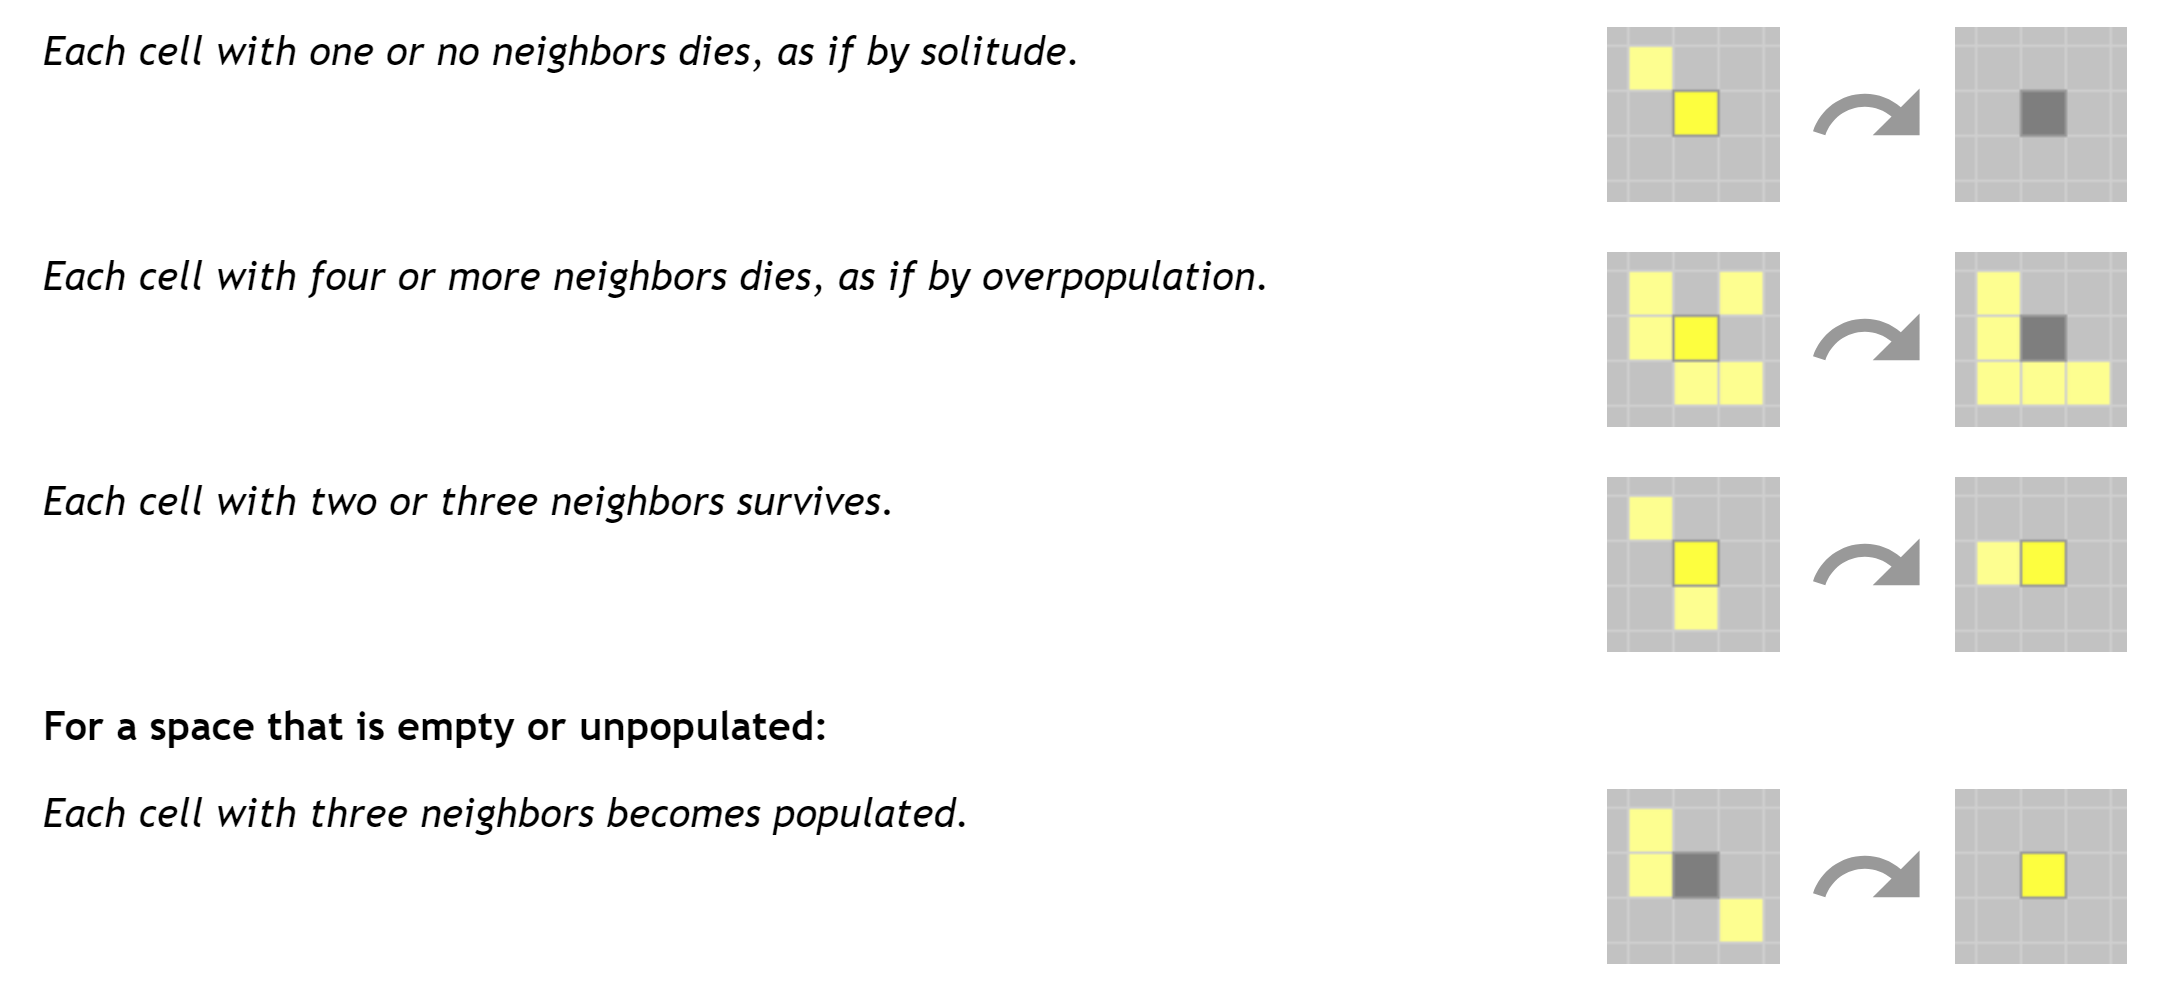 Each cell with one or no neighbors dies, as if by solitude.
Each cell with four or more neighbors dies, as if by overpopulation.
Each cell with two or three neighbors survives.
For a space that is empty or unpopulated:
Each cell with three neighbors becomes populated.